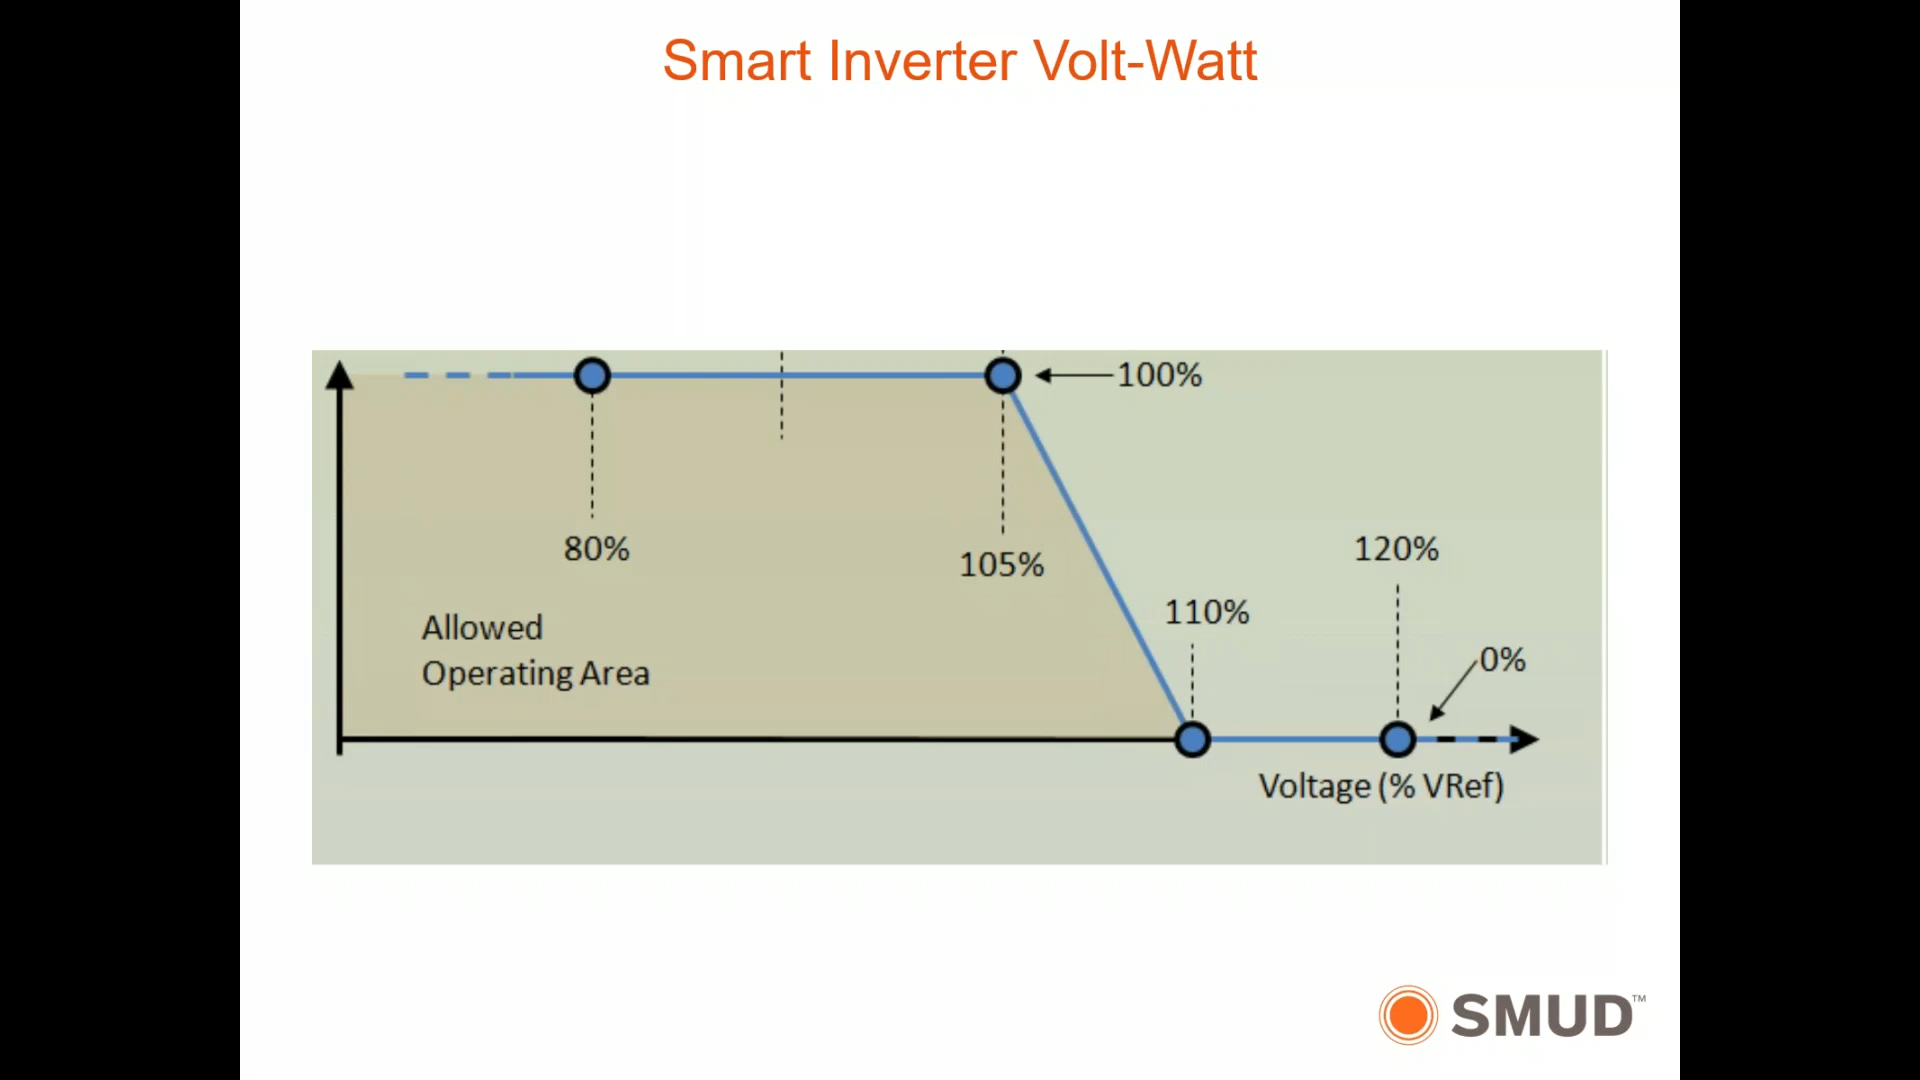 Smart Inverter Volt-Watt
100%
80%
105%
120%
110%
Allowed
Operating Area
0%
Voltage (% VRef)
SMUD™